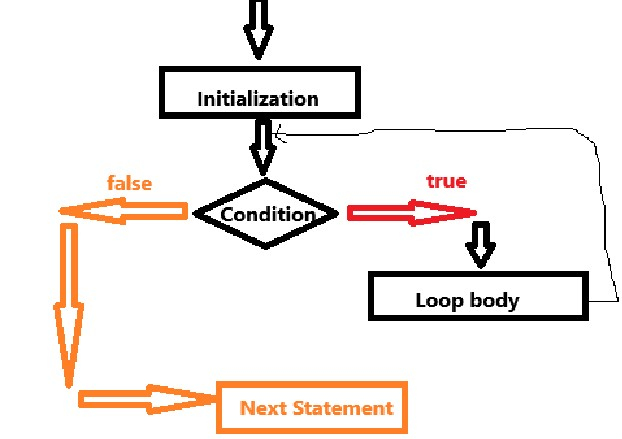 Initialization
false
true
Condition
Loop body
Next Statement